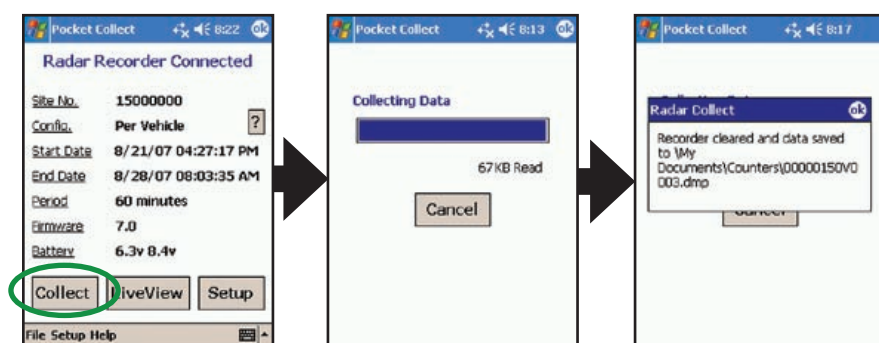 Pocket Collect 8:22 ok
Radar Recorder Connected
Site No. 15000000
Config. Per Vehicle ?
Start Date 8/21/07 04:27:17 PM
End Date 8/28/07 08:03:35 AM
Period 60 minutes
Firmware 7.0
Battery 6.3v 8.4v
Collect LiveView Setup
File Setup Help
Pocket Collect 8:13 ok
Collecting Data
67KB Read
Cancel
Pocket Collect 8:17
Radar Collect ok
Recorder cleared and data saved
to \My
Documents\Counters\00000150V0
003.dmp